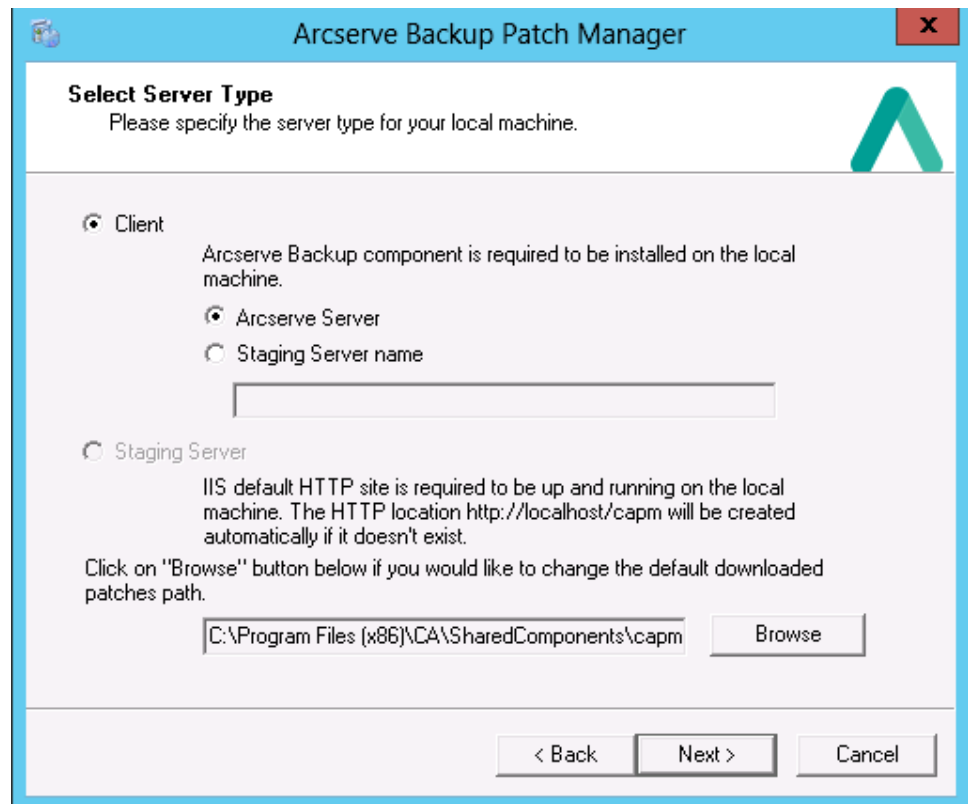 Arcserve Backup Patch Manager
x
Select Server Type
Please specify the server type for your local machine.
Client
Arcserve Backup component is required to be installed on the local
machine.
Arcserve Server
Staging Server name
Staging Server
IIS default HTTP site is required to be up and running on the local
machine. The HTTP location http://localhost/capm will be created
automatically if it doesn't exist.
Click on "Browse" button below if you would like to change the default downloaded
patches path.
C:\Program Files (x86)\CA\SharedComponents\capm
Browse
< Back
Next >
Cancel